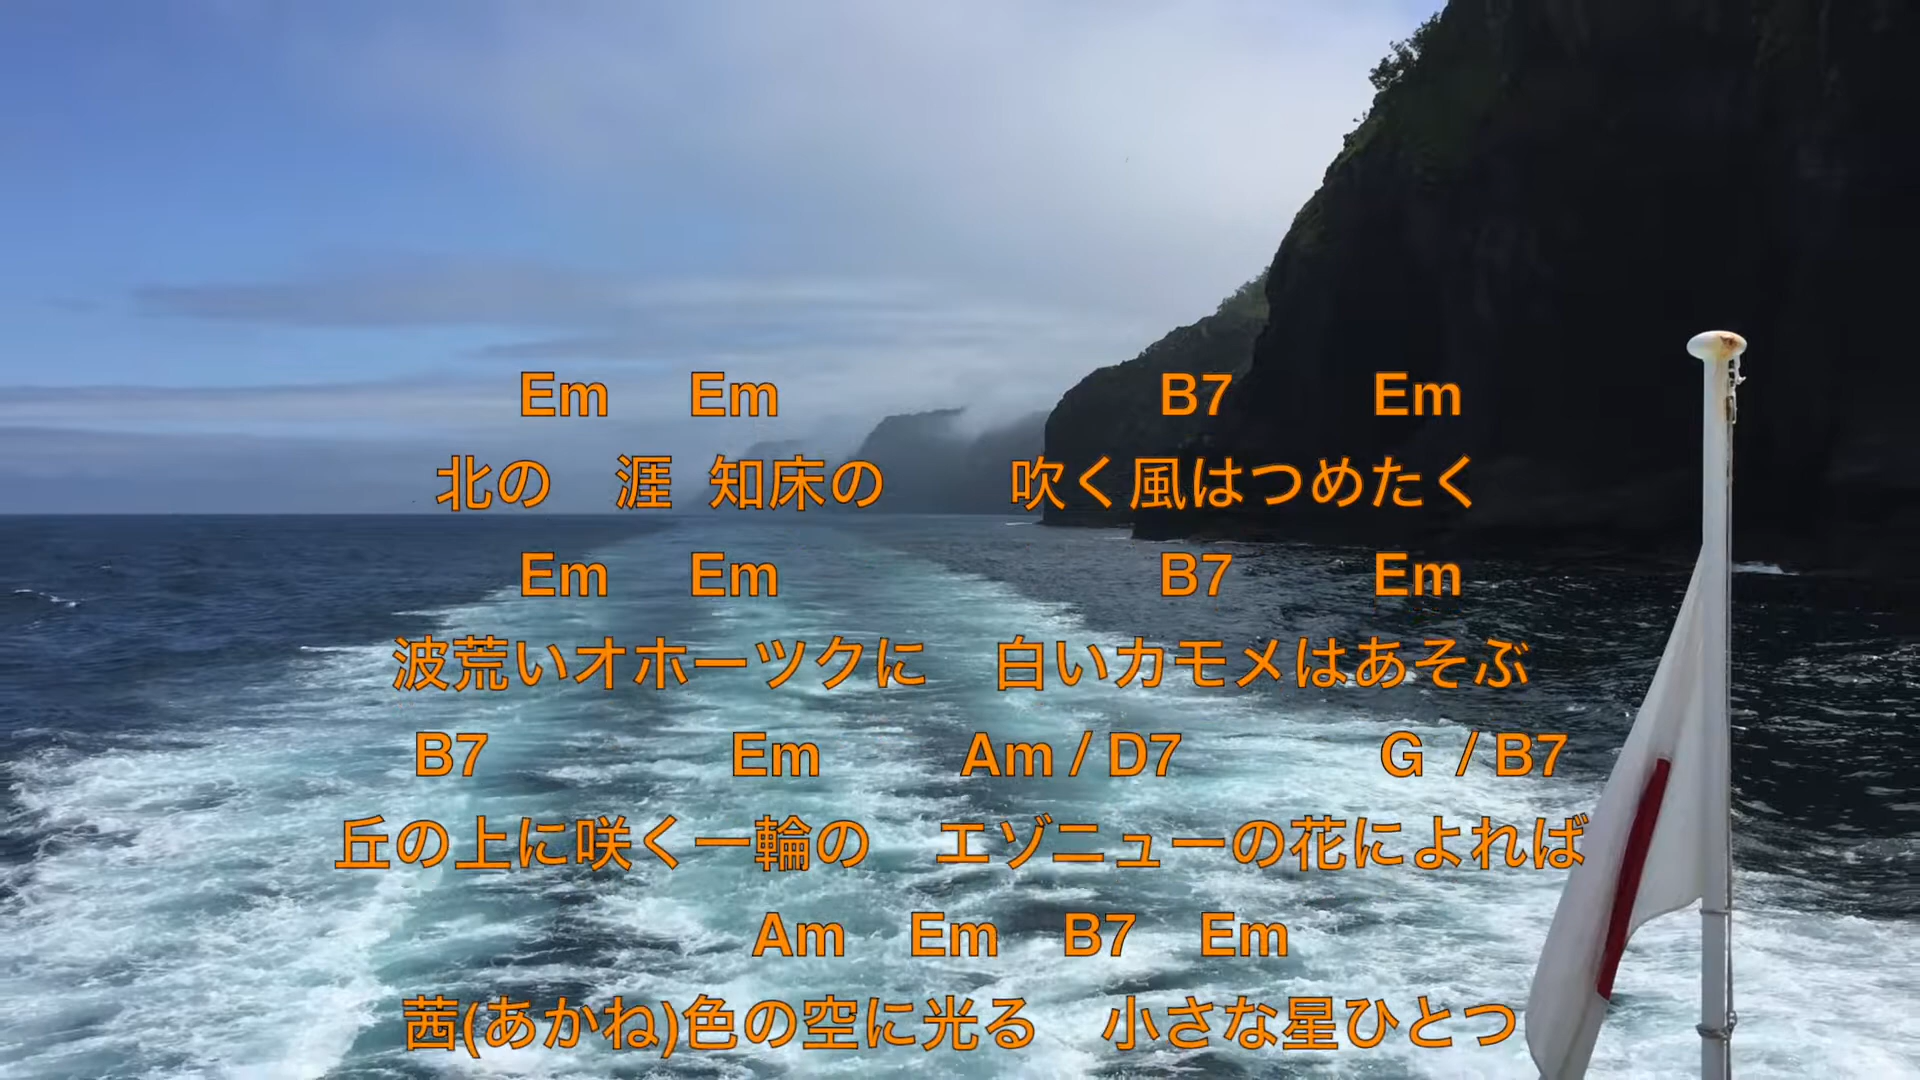 Em Em B7 Em
北の 涯 知床の 吹く風はつめたく
Em Em B7 Em
波荒いオホーツクに 白いカモメはあそぶ
B7 Em Am / D7 G / B7
丘の上に咲く一輪の エゾニューの花によれば
Am Em B7 Em
茜(あかね)色の空に光る 小さな星ひとつ